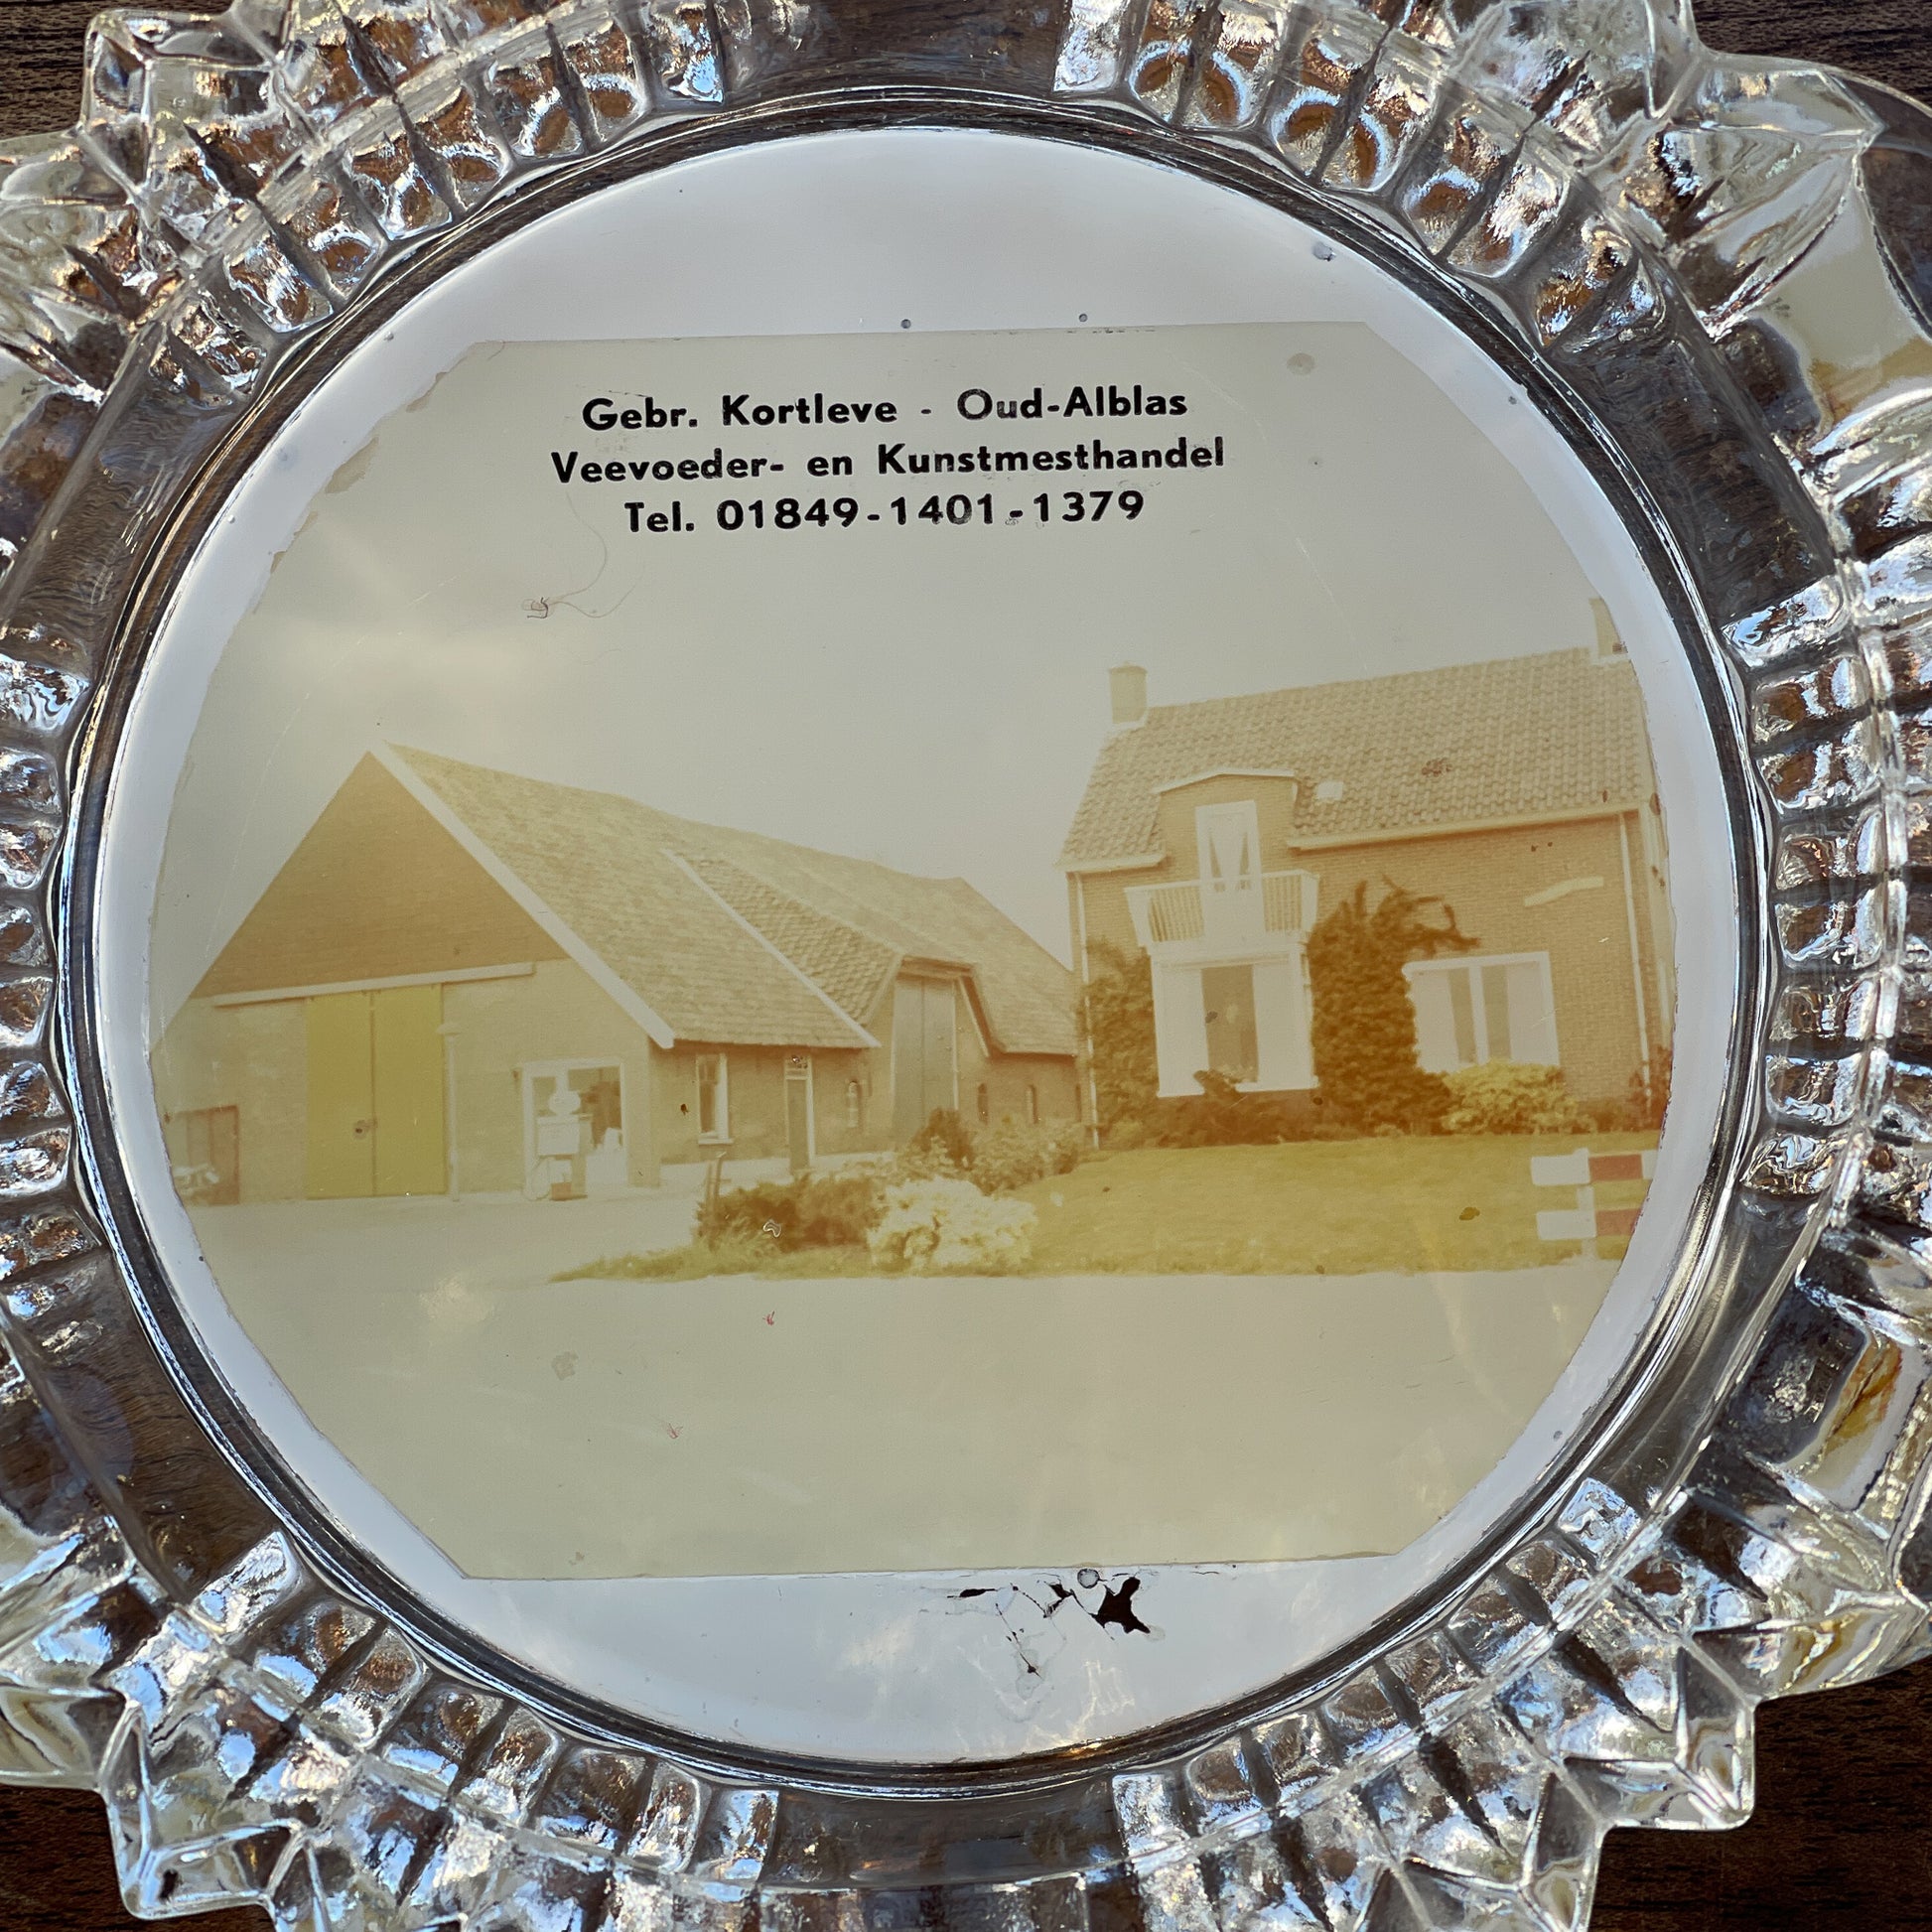 Gebr. Kortleve - Oud-Alblas
Veevoeder- en Kunstmesthandel
Tel. 01849-1401-1379